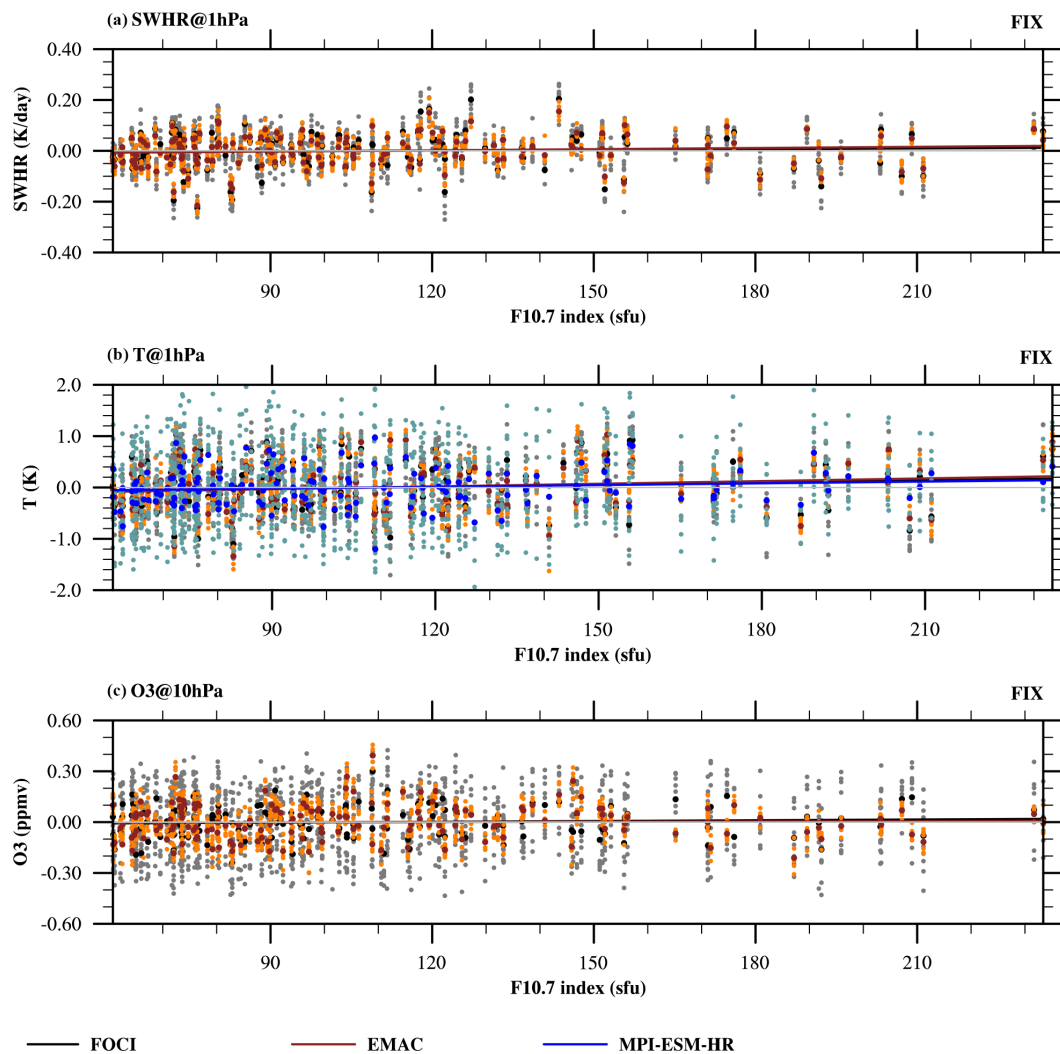 (a) SWHR@1hPa FIX
0.40
0.20
0.00
-0.20
-0.40
SWHR (K/day)
90 120 150 180 210
F10.7 index (sfu)
(b) T@1hPa FIX
2.0
1.0
0.0
-1.0
-2.0
T (K)
90 120 150 180 210
F10.7 index (sfu)
(c) O3@10hPa FIX
0.60
0.30
0.00
-0.30
-0.60
O3 (ppmv)
90 120 150 180 210
F10.7 index (sfu)
FOCI EMAC MPI-ESM-HR